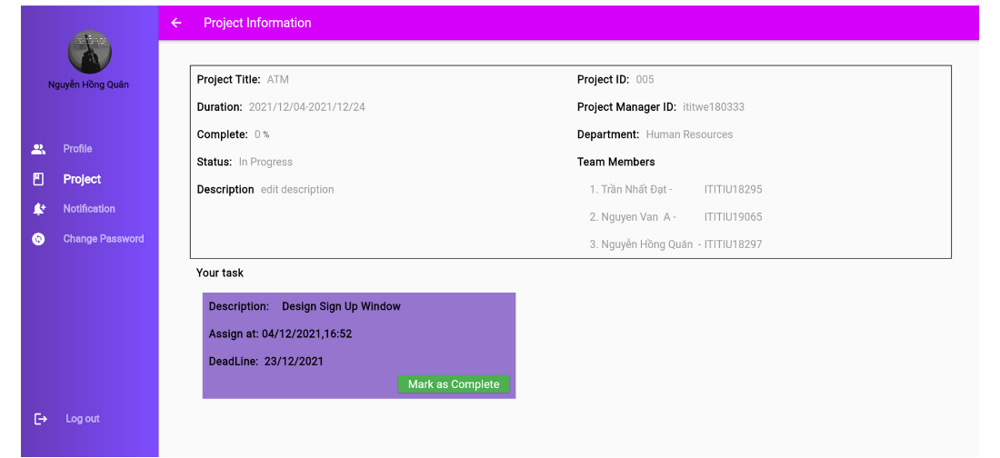 Project Information
Nguyễn Hồng Quân
Profile
Project
Notification
Change Password
Log out
Project Title: ATM
Duration: 2021/12/04-2021/12/24
Complete: 0 %
Status: In Progress
Description edit description
Project ID: 005
Project Manager ID: ititwe180333
Department: Human Resources
Team Members
1. Trần Nhất Đạt - ITITIU18295
2. Nguyen Van A - ITITIU19065
3. Nguyễn Hồng Quân - ITITIU18297
Your task
Description: Design Sign Up Window
Assign at: 04/12/2021,16:52
DeadLine: 23/12/2021
Mark as Complete